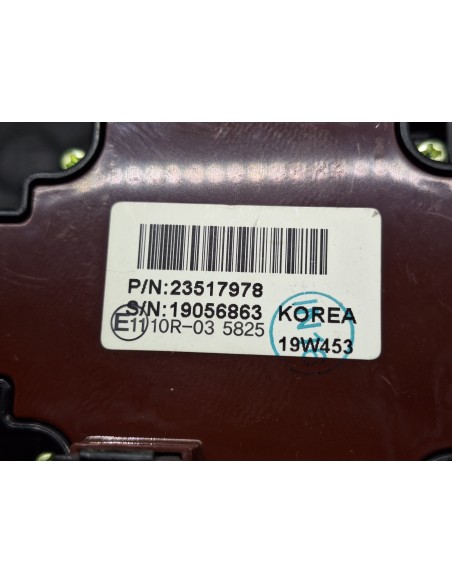 P/N:23517978
S/N:19056863
KOREA
E11 10R-03 5825
19W453